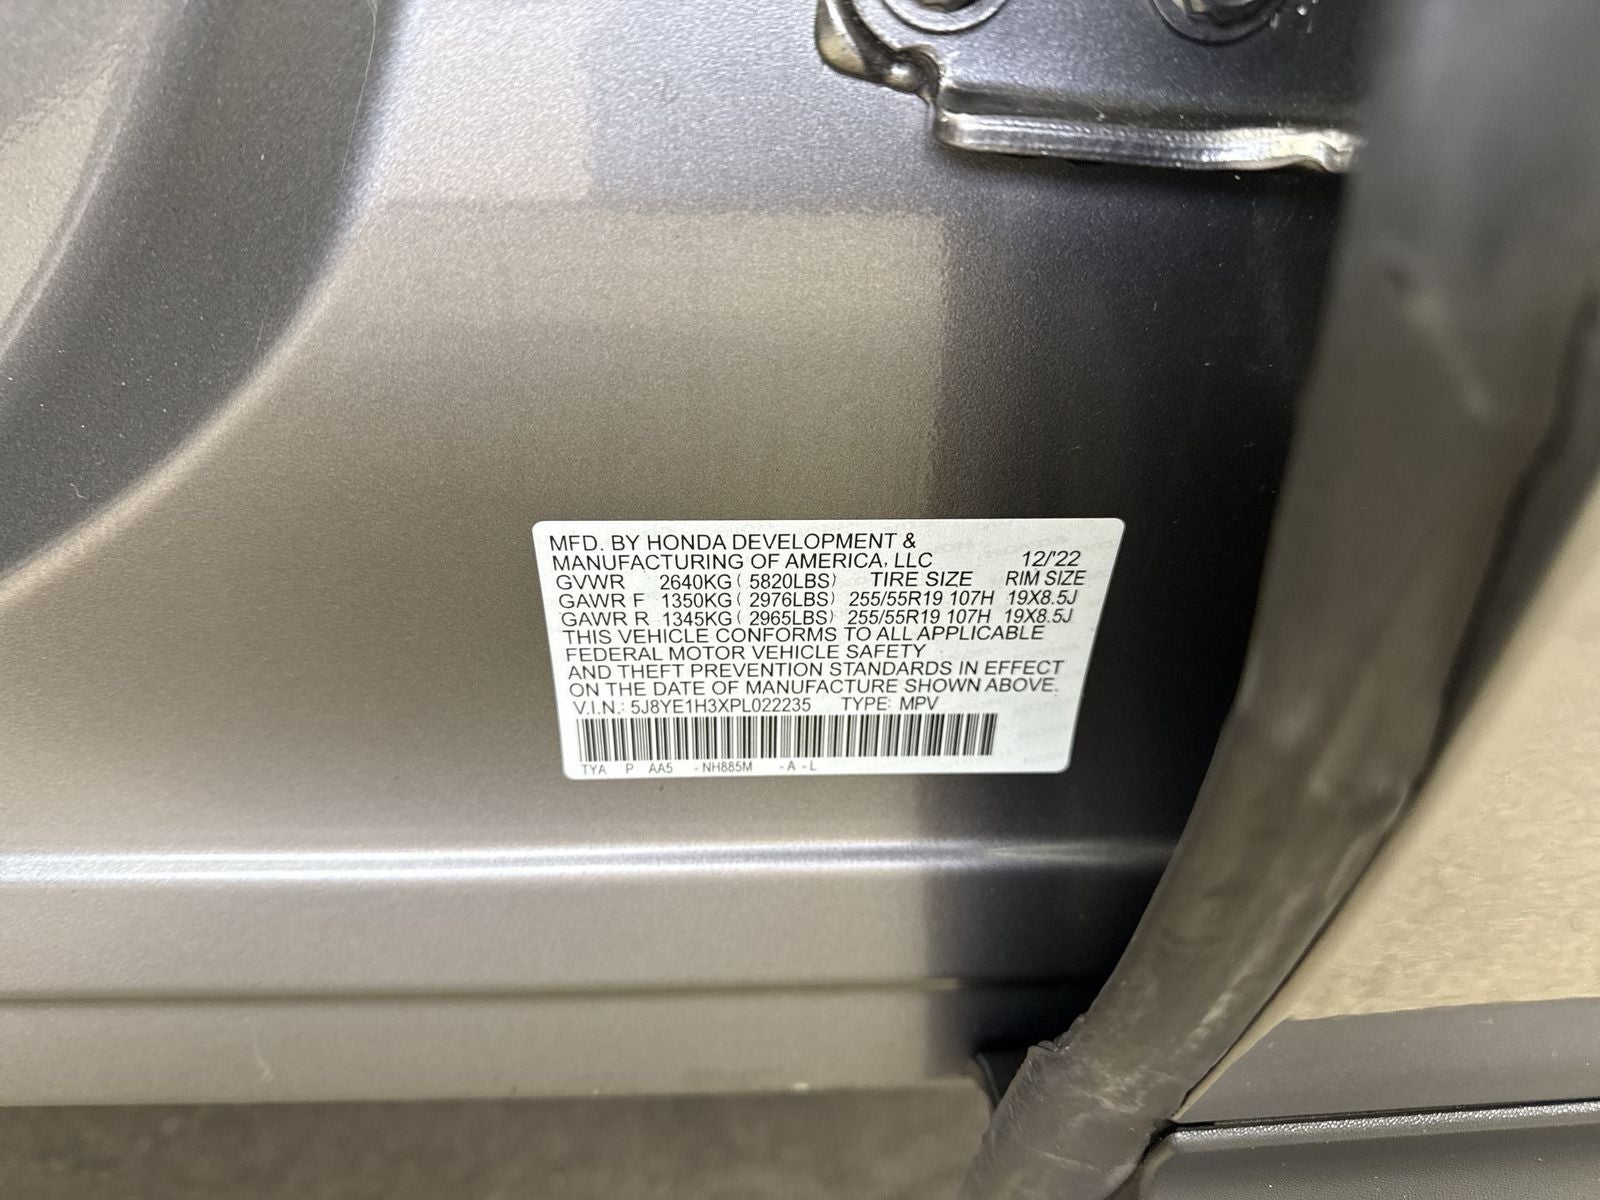 MFD. BY HONDA DEVELOPMENT &
MANUFACTURING OF AMERICA, LLC 12/'22
GVWR 2640KG ( 5820LBS) TIRE SIZE RIM SIZE
GAWR F 1350KG ( 2976LBS) 255/55R19 107H 19X8.5J
GAWR R 1345KG ( 2965LBS) 255/55R19 107H 19X8.5J
THIS VEHICLE CONFORMS TO ALL APPLICABLE
FEDERAL MOTOR VEHICLE SAFETY
AND THEFT PREVENTION STANDARDS IN EFFECT
ON THE DATE OF MANUFACTURE SHOWN ABOVE.
V.I.N.: 5J8YE1H3XPL022235 TYPE: MPV
TYA P AA5 -NH885M -A -L